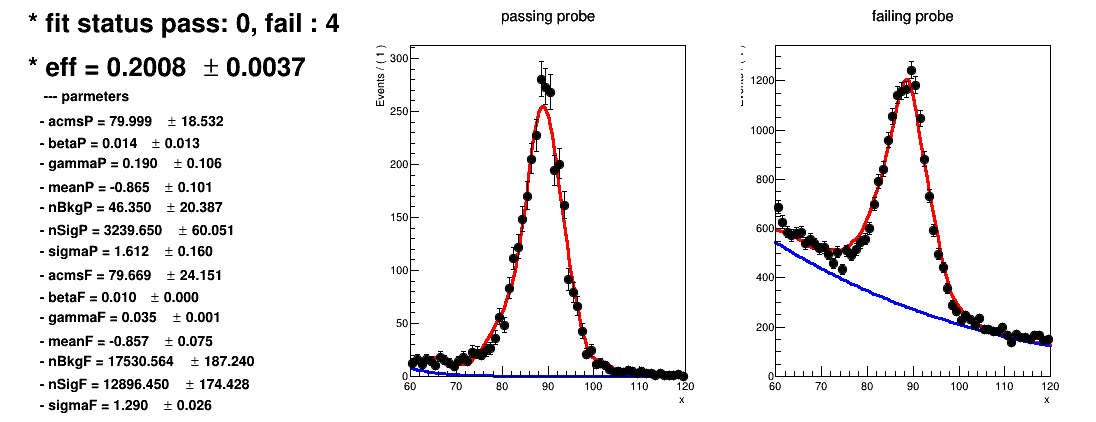 * fit status pass: 0, fail : 4
* eff = 0.2008 ± 0.0037
--- parmeters
- acmsP = 79.999 ± 18.532
- betaP = 0.014 ± 0.013
- gammaP = 0.190 ± 0.106
- meanP = -0.865 ± 0.101
- nBkgP = 46.350 ± 20.387
- nSigP = 3239.650 ± 60.051
- sigmaP = 1.612 ± 0.160
- acmsF = 79.669 ± 24.151
- betaF = 0.010 ± 0.000
- gammaF = 0.035 ± 0.001
- meanF = -0.857 ± 0.075
- nBkgF = 17530.564 ± 187.240
- nSigF = 12896.450 ± 174.428
- sigmaF = 1.290 ± 0.026
passing probe
Events / ( 1 )
300
250
200
150
100
50
0
60 70 80 90 100 110 120
x
failing probe
Events / ( 1 )
1200
1000
800
600
400
200
0
60 70 80 90 100 110 120
x